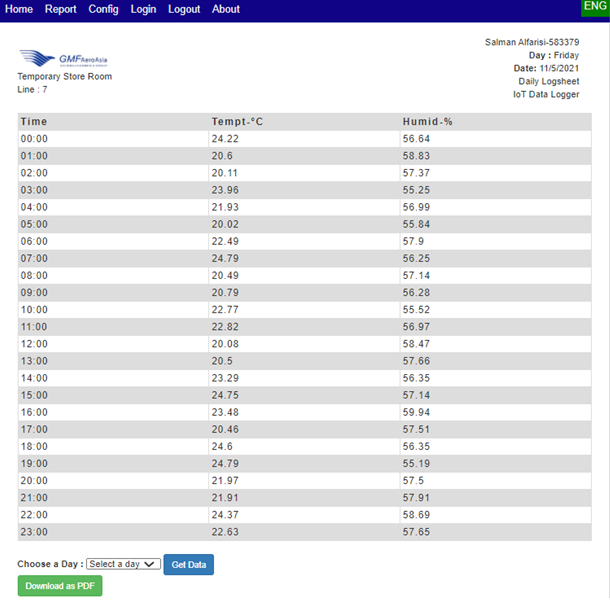 Home Report Config Login Logout About ENG
Salman Alfarisi-583379
Day : Friday
GMF AeroAsia
Temporary Store Room
Date: 11/5/2021
Line : 7
Daily Logsheet
IoT Data Logger
Time Tempt-°C Humid-%
00:00 24.22 56.64
01:00 20.6 58.83
02:00 20.11 57.37
03:00 23.96 55.25
04:00 21.93 56.99
05:00 20.02 55.84
06:00 22.49 57.9
07:00 24.79 56.25
08:00 20.49 57.14
09:00 20.79 56.28
10:00 22.77 55.52
11:00 22.82 56.97
12:00 20.08 58.47
13:00 20.5 57.66
14:00 23.29 56.35
15:00 24.75 57.14
16:00 23.48 59.94
17:00 20.46 57.51
18:00 24.6 56.35
19:00 24.79 55.19
20:00 21.97 57.5
21:00 21.91 57.91
22:00 24.37 58.69
23:00 22.63 57.65
Choose a Day : Select a day Get Data
Download as PDF